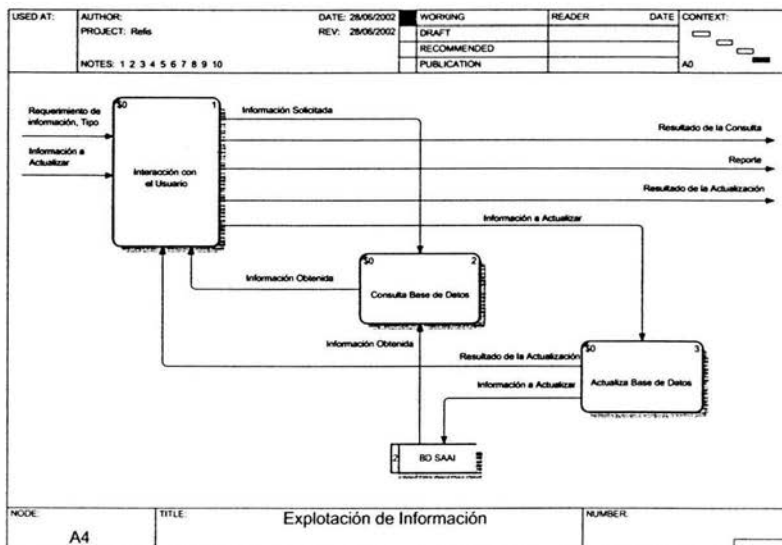 USED AT:
AUTHOR:
DATE: 28/06/2002
WORKING
READER
DATE
CONTEXT:
PROJECT: Refis
REV: 28/06/2002
DRAFT
RECOMMENDED
NOTES: 1 2 3 4 5 6 7 8 9 10
PUBLICATION
A0
$0
1
Información Solicitada
Requerimiento de
información, Tipo
Resultado de la Consulta
Información a
Actualizar
Reporte
Interacción con
el Usuario
Resultado de la Actualización
Información a Actualizar
$0
2
Información Obtenida
Consulta Base de Datos
Información Obtenida
$0
3
Resultado de la Actualización
Información a Actualizar
Actualiza Base de Datos
2
BD SAAI
NODE:
TITLE:
Explotación de Información
NUMBER:
A4